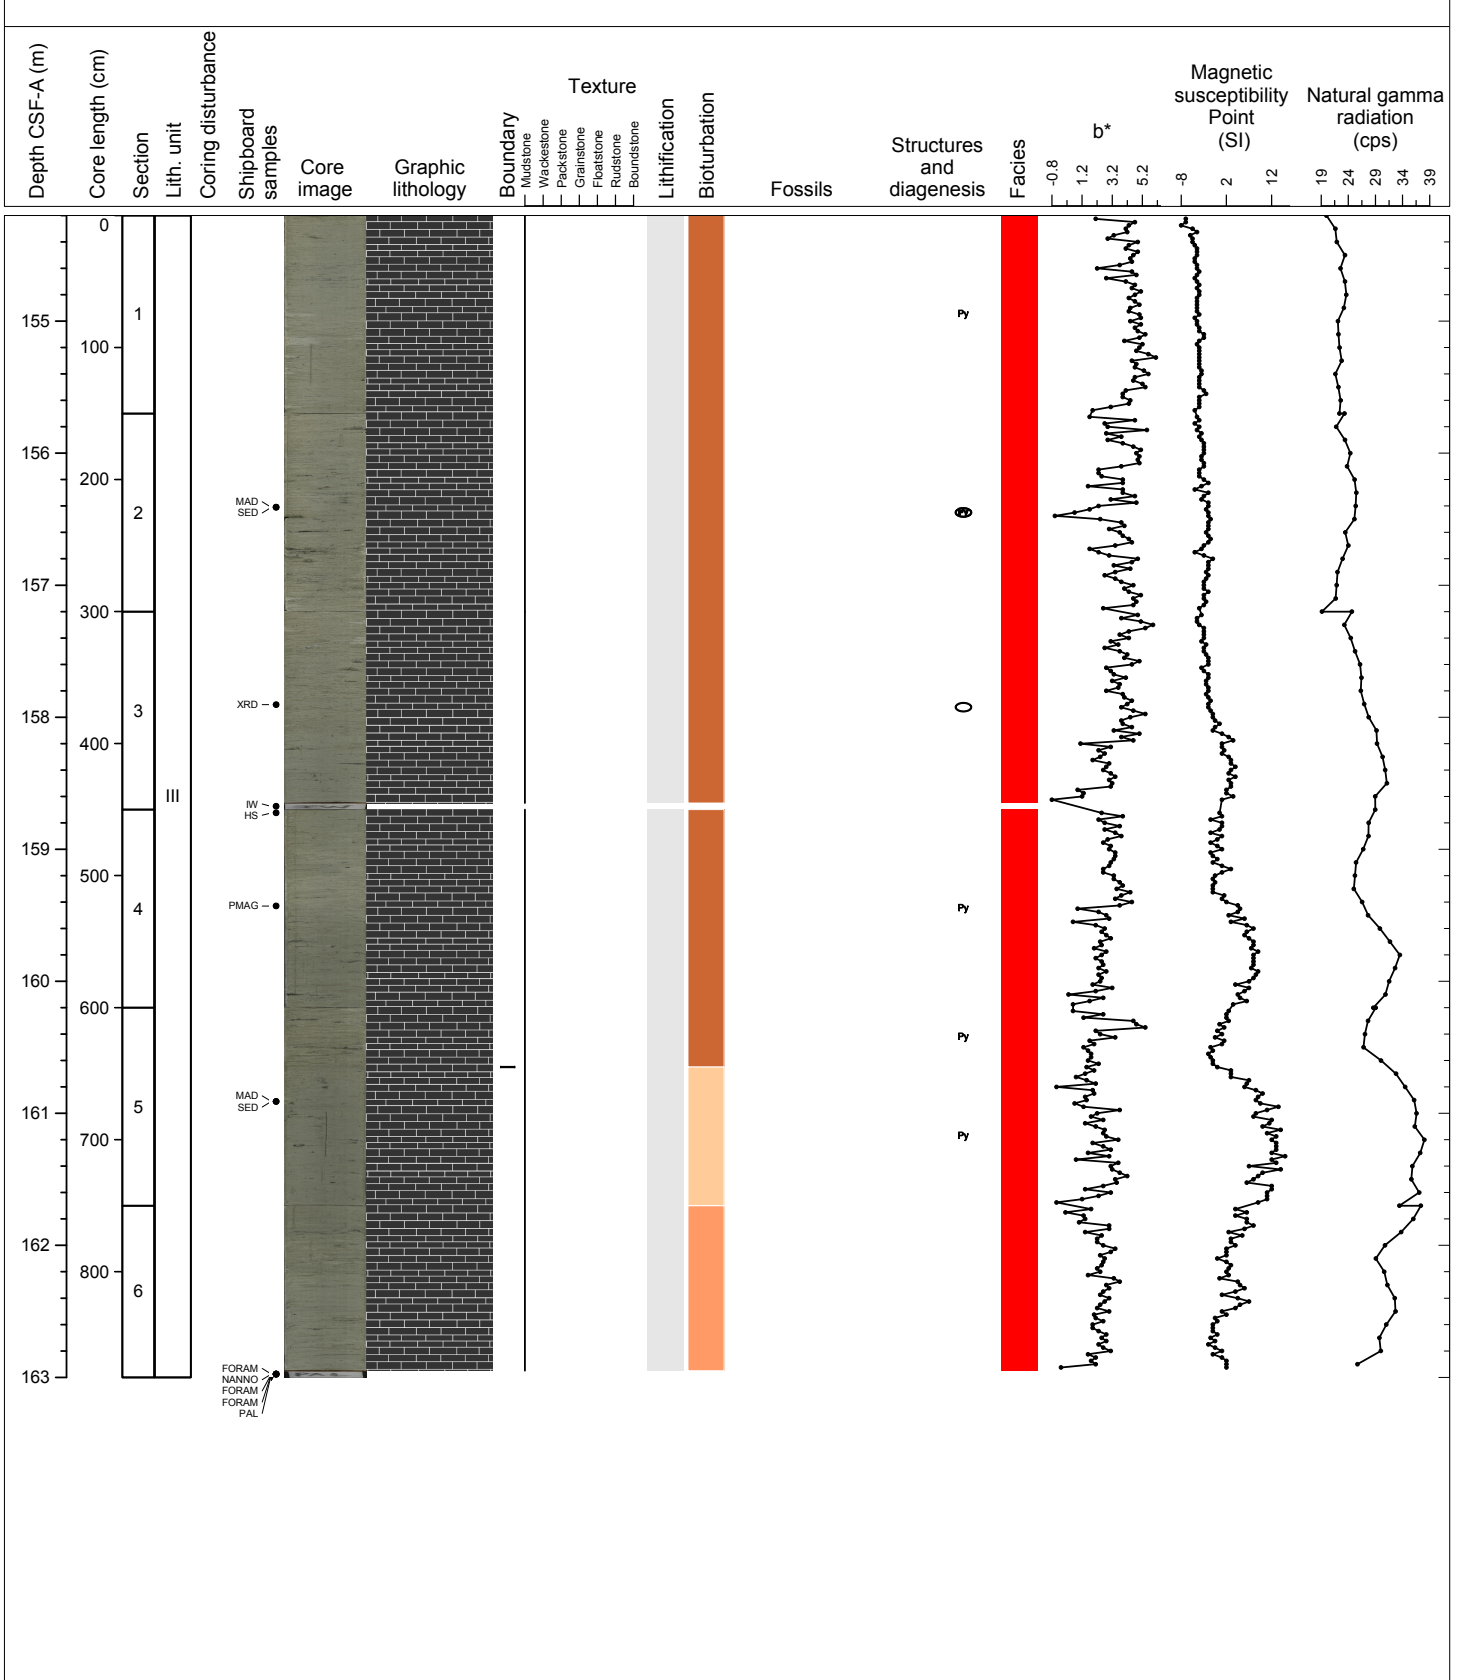 Depth CSF-A (m)
Core length (cm)
Section
Lith. unit
Coring disturbance
Shipboard
samples
Core
image
Graphic
lithology
Boundary
Texture
Mudstone
Wackestone
Packstone
Grainstone
Floatstone
Rudstone
Boundstone
Lithification
Bioturbation
Fossils
Structures
and
diagenesis
Facies
b*
-0.8
1.2
3.2
5.2
Magnetic
susceptibility
Point
(SI)
-8
2
12
Natural gamma
radiation
(cps)
19
24
29
34
39
0
1
Py
155
100
156
200
MAD
SED
2
157
300
XRD
3
158
400
III
IW
HS
159
500
PMAG
4
Py
160
600
Py
MAD
SED
5
161
700
Py
162
800
6
FORAM
163
NANNO
FORAM
FORAM
PAL